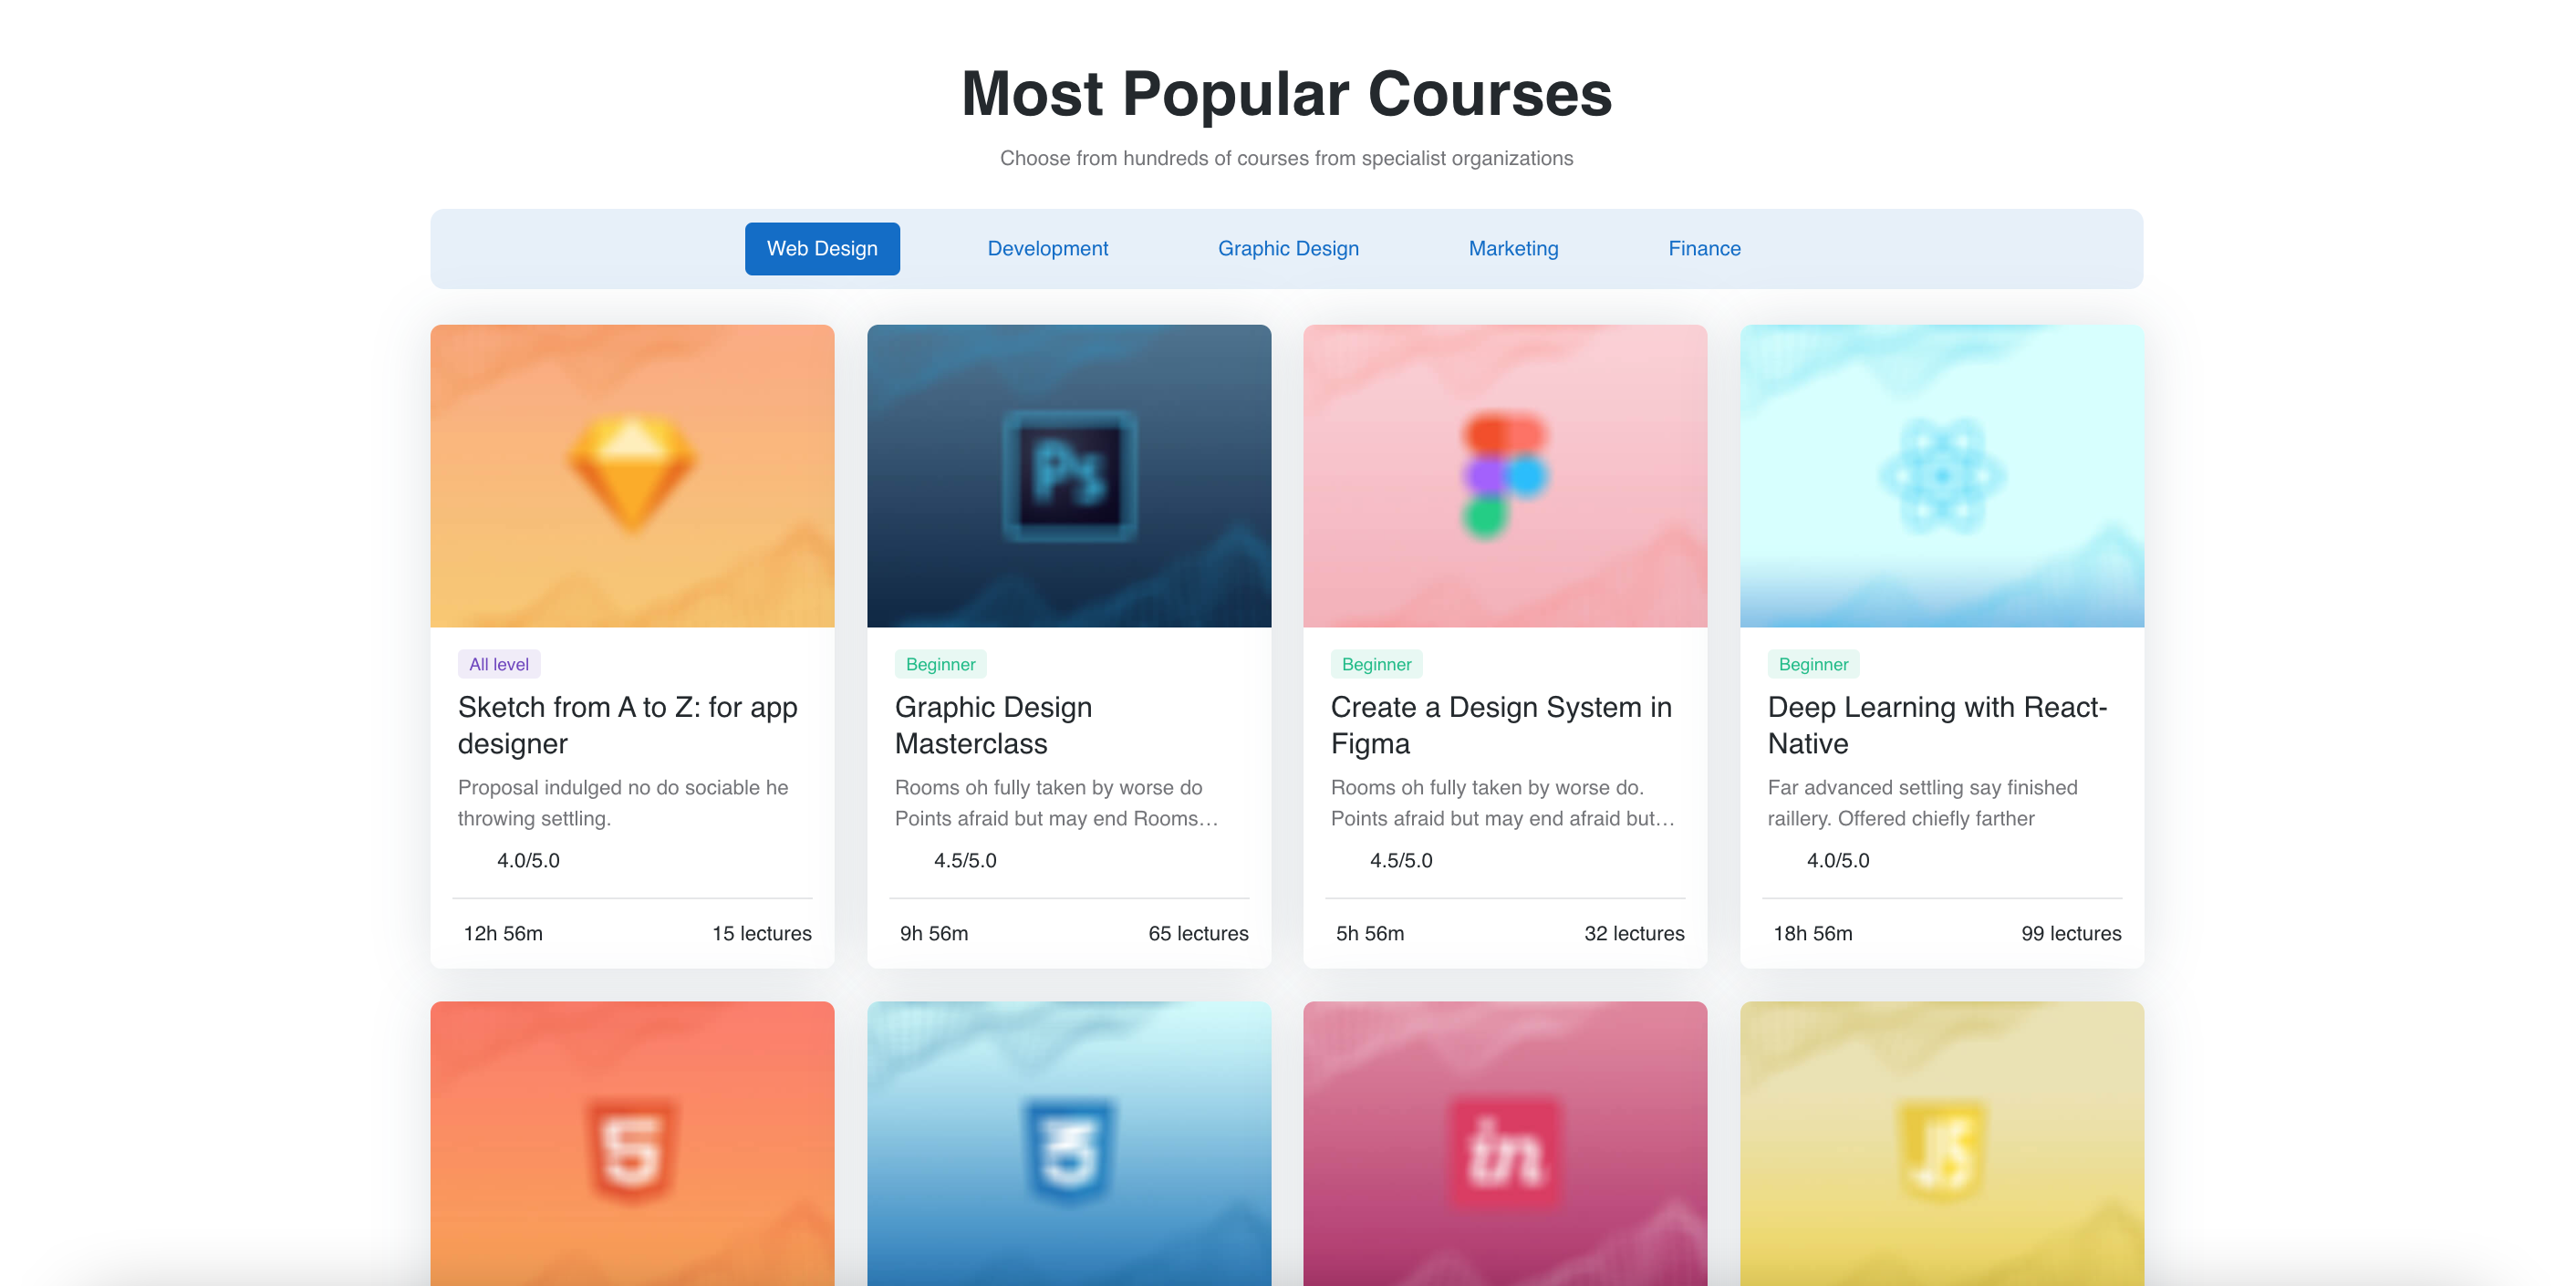 Most Popular Courses
Choose from hundreds of courses from specialist organizations
Web Design
Development
Graphic Design
Marketing
Finance
Ps
All level
Sketch from A to Z: for app
designer
Proposal indulged no do sociable he
throwing settling.
4.0/5.0
12h 56m
15 lectures
Beginner
Graphic Design
Masterclass
Rooms oh fully taken by worse do
Points afraid but may end Rooms…
4.5/5.0
9h 56m
65 lectures
Beginner
Create a Design System in
Figma
Rooms oh fully taken by worse do.
Points afraid but may end afraid but…
4.5/5.0
5h 56m
32 lectures
Beginner
Deep Learning with React-
Native
Far advanced settling say finished
raillery. Offered chiefly farther
4.0/5.0
18h 56m
99 lectures
5
3
in
JS